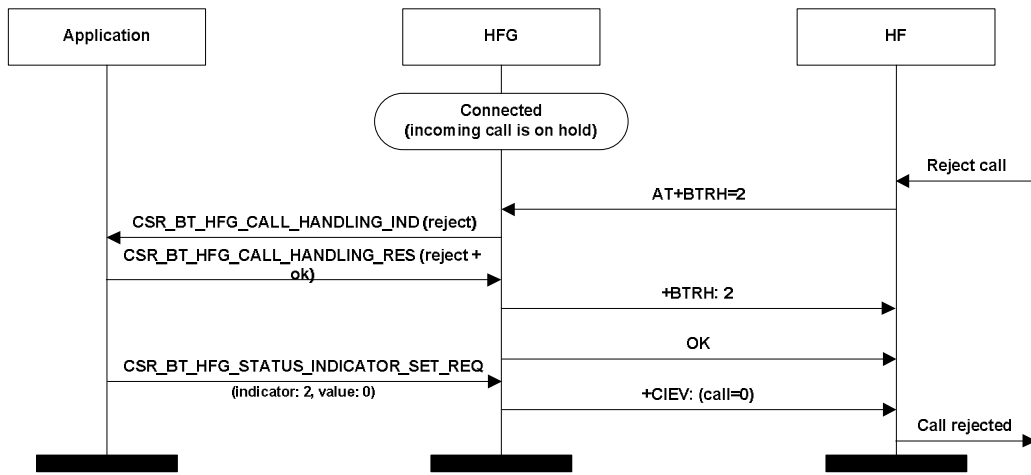 Application
HFG
HF
Connected
(incoming call is on hold)
Reject call
AT+BTRH=2
CSR_BT_HFG_CALL_HANDLING_IND (reject)
CSR_BT_HFG_CALL_HANDLING_RES (reject +
ok)
+BTRH: 2
OK
CSR_BT_HFG_STATUS_INDICATOR_SET_REQ
(indicator: 2, value: 0)
+CIEV: (call=0)
Call rejected